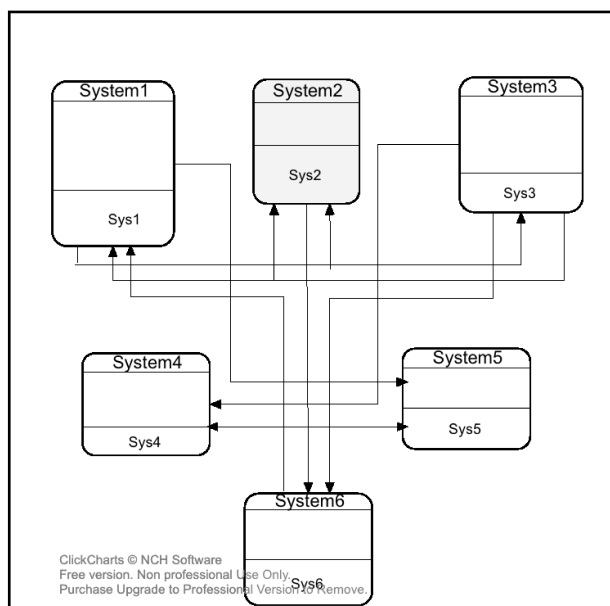 System1
System2
System3
Sys2
Sys3
Sys1
System4
System5
Sys4
Sys5
System6
ClickCharts © NCH Software
Free version. Non professional Use Only.
Sys6
Purchase Upgrade to Professional Version to Remove.